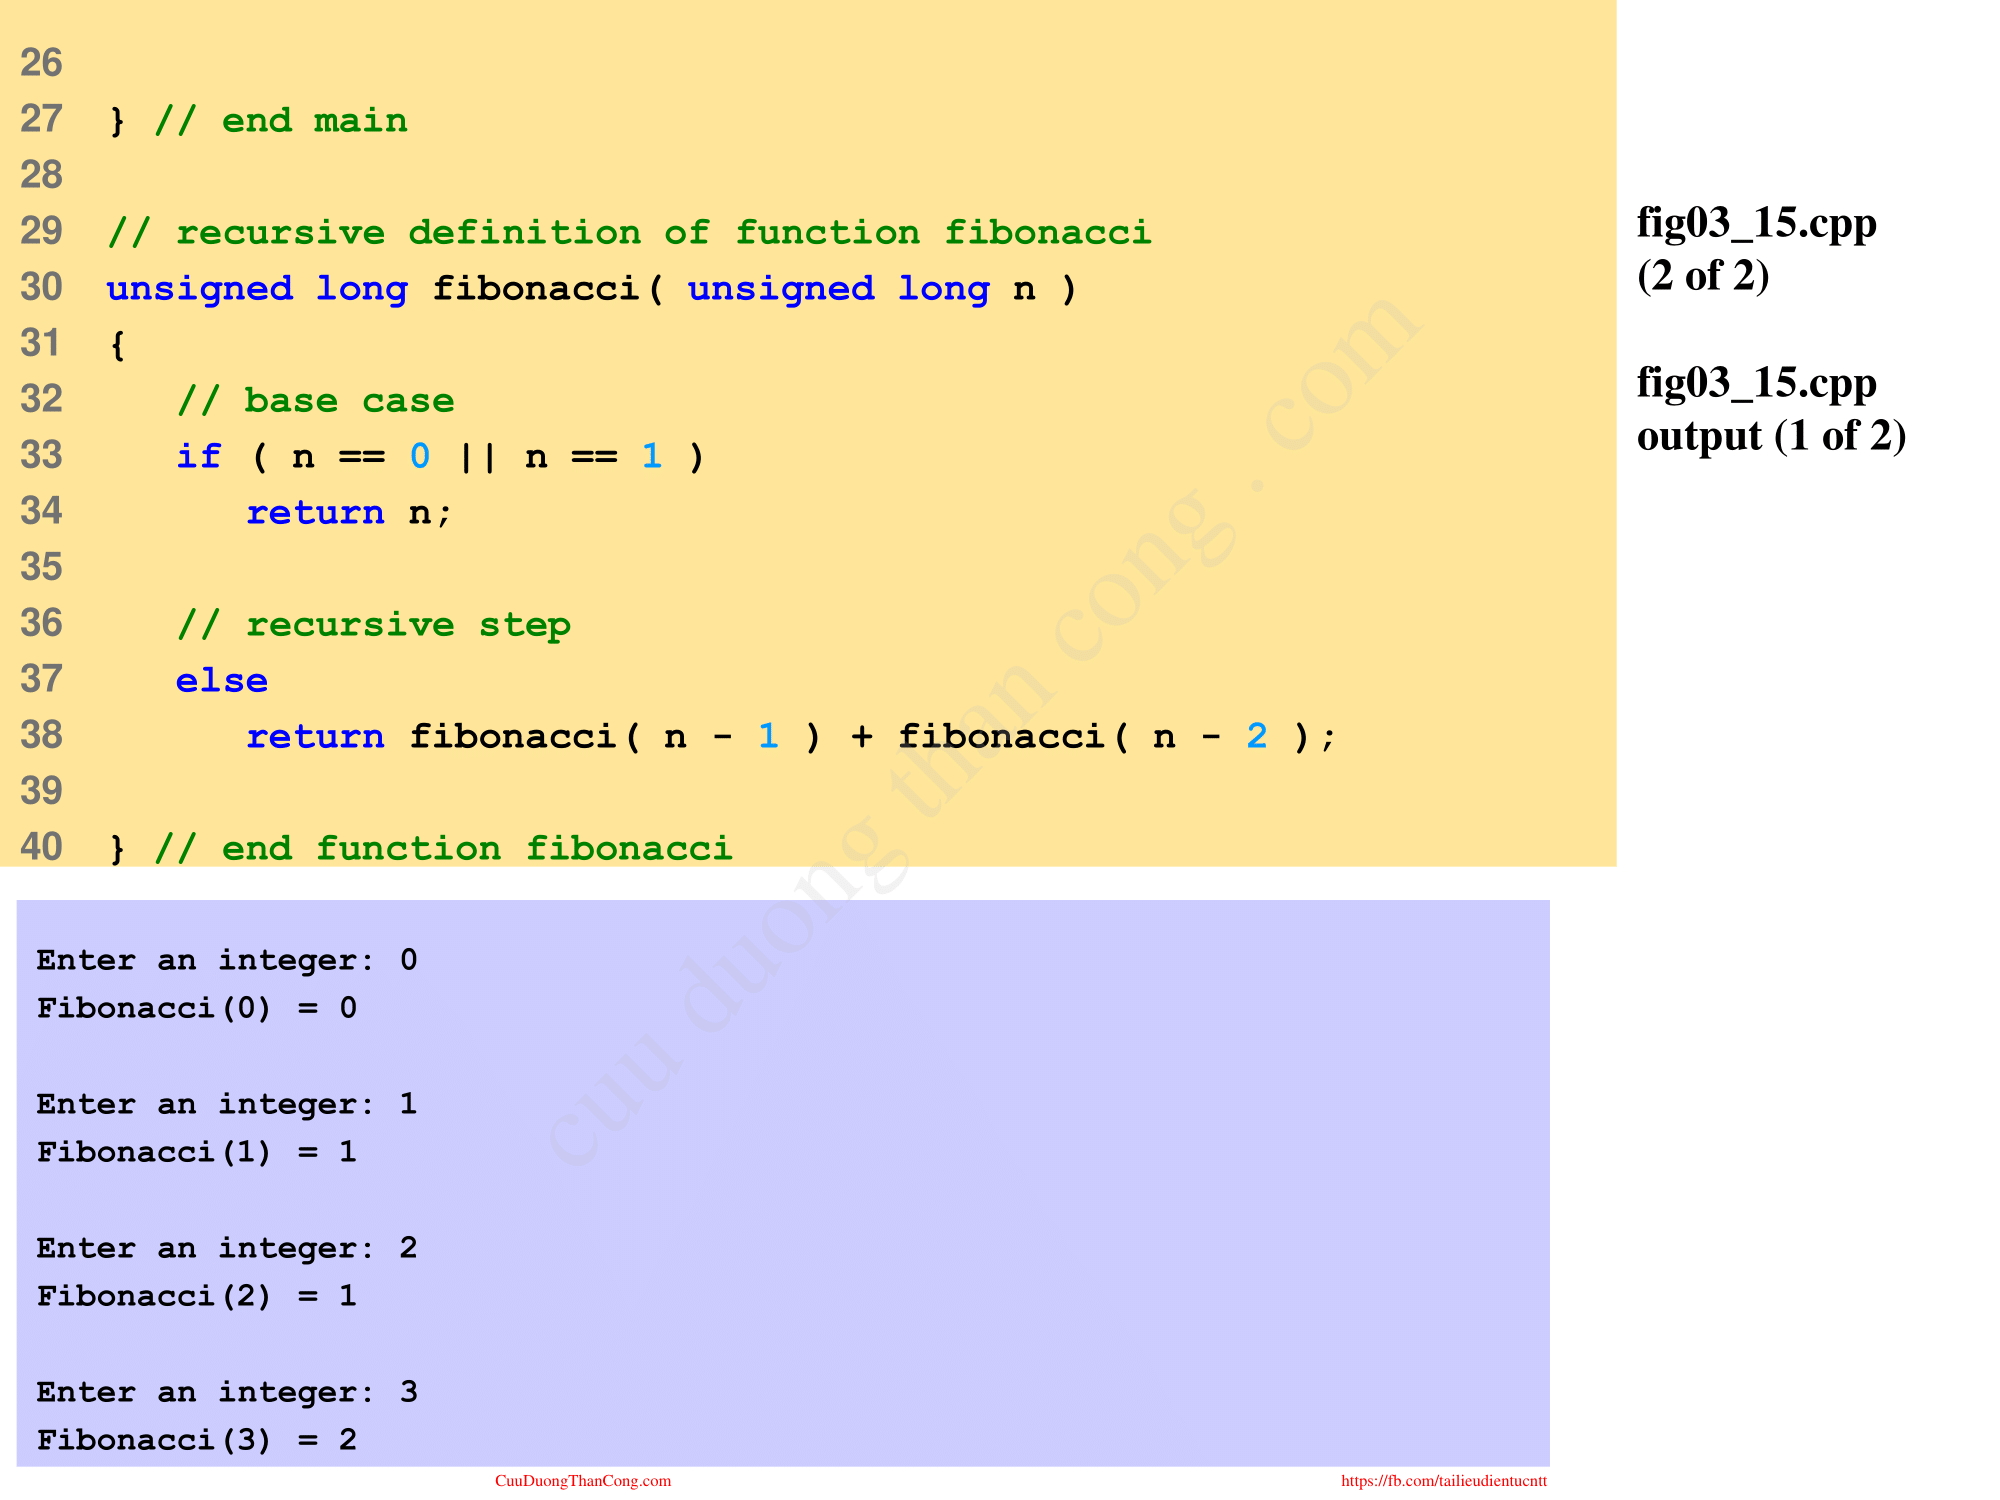 26
27 } // end main
28
29 // recursive definition of function fibonacci
30 unsigned long fibonacci( unsigned long n )
31 {
32 // base case
33 if ( n == 0 || n == 1 )
34 return n;
35
36 // recursive step
37 else
38 return fibonacci( n - 1 ) + fibonacci( n - 2 );
39
40 } // end function fibonacci
fig03_15.cpp
(2 of 2)
fig03_15.cpp
output (1 of 2)
Enter an integer: 0
Fibonacci(0) = 0
Enter an integer: 1
Fibonacci(1) = 1
Enter an integer: 2
Fibonacci(2) = 1
Enter an integer: 3
Fibonacci(3) = 2
cuu duong than cong . com
CuuDuongThanCong.com
https://fb.com/tailieudientucntt